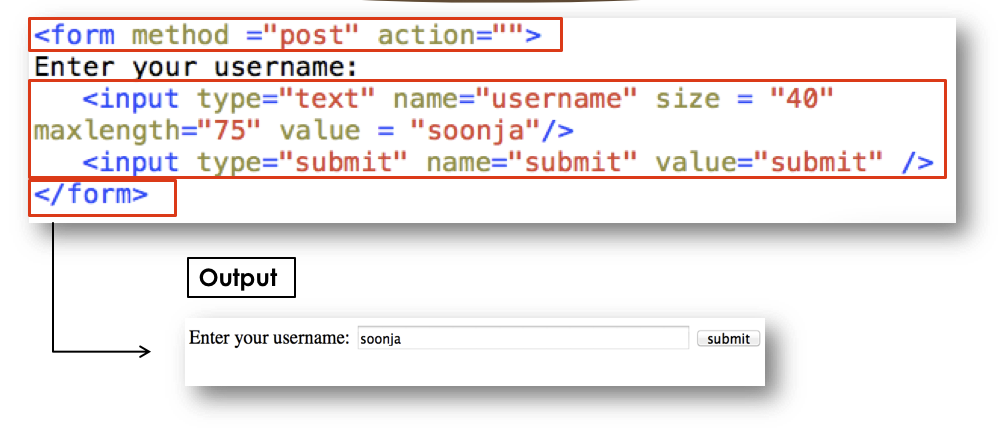 <form method ="post" action="">
Enter your username:
<input type="text" name="username" size = "40"
maxlength="75" value = "soonja"/>
<input type="submit" name="submit" value="submit" />
</form>
Output
Enter your username: soonja submit